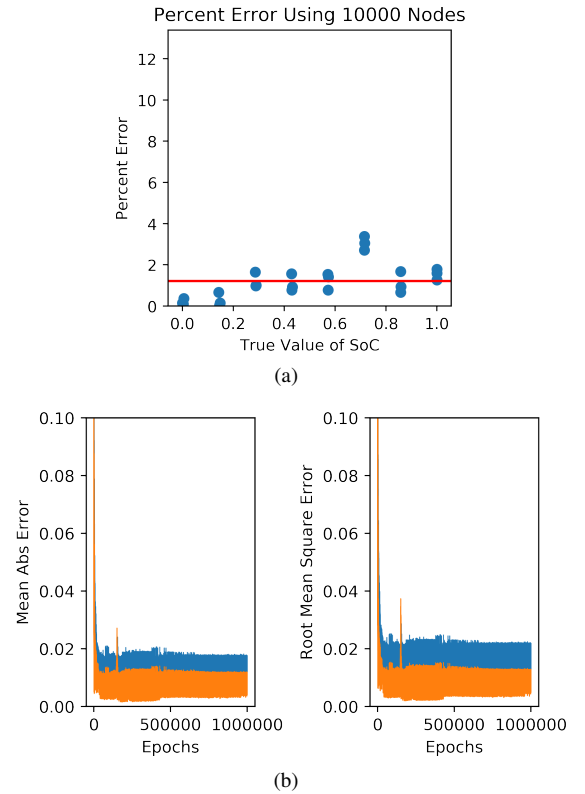 Percent Error Using 10000 Nodes
12
10
8
6
4
2
0
Percent Error
0.0 0.2 0.4 0.6 0.8 1.0
True Value of SoC
(a)
0.10
0.08
0.06
0.04
0.02
0.00
Mean Abs Error
0 500000 1000000
Epochs
0.10
0.08
0.06
0.04
0.02
0.00
Root Mean Square Error
0 500000 1000000
Epochs
(b)